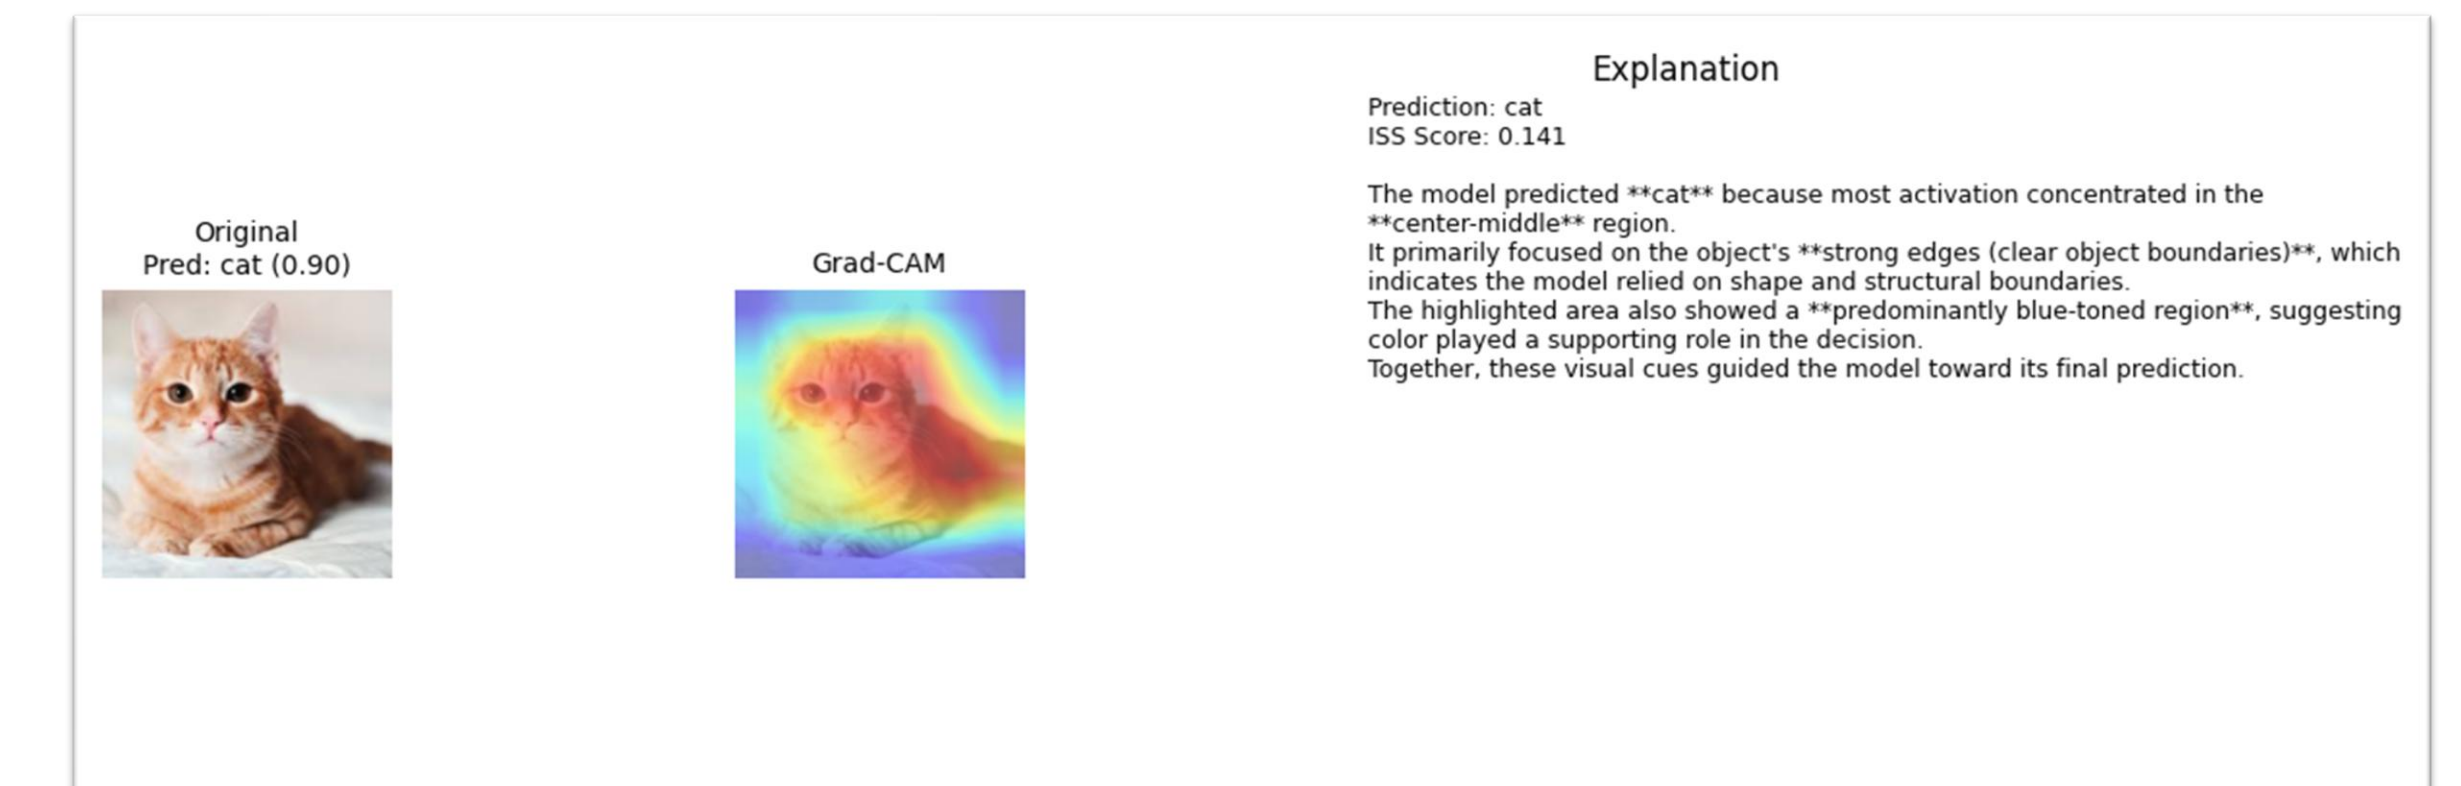 Explanation
Prediction: cat
ISS Score: 0.141
The model predicted **cat** because most activation concentrated in the
**center-middle** region.
It primarily focused on the object's **strong edges (clear object boundaries)**, which
indicates the model relied on shape and structural boundaries.
The highlighted area also showed a **predominantly blue-toned region**, suggesting
color played a supporting role in the decision.
Together, these visual cues guided the model toward its final prediction.
Original
Pred: cat (0.90)
Grad-CAM